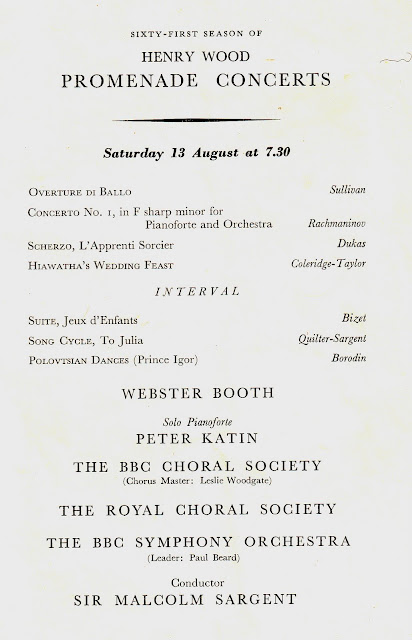 SIXTY-FIRST SEASON OF
HENRY WOOD
PROMENADE CONCERTS
Saturday 13 August at 7.30
OVERTURE DI BALLO Sullivan
CONCERTO No. 1, in F sharp minor for
Pianoforte and Orchestra Rachmaninov
SCHERZO, L'Apprenti Sorcier Dukas
HIAWATHA'S WEDDING FEAST Coleridge-Taylor
INTERVAL
SUITE, Jeux d'Enfants Bizet
SONG CYCLE, To Julia Quilter-Sargent
POLOVTSIAN DANCES (Prince Igor) Borodin
WEBSTER BOOTH
Solo Pianoforte
PETER KATIN
THE BBC CHORAL SOCIETY
(Chorus Master: Leslie Woodgate)
THE ROYAL CHORAL SOCIETY
THE BBC SYMPHONY ORCHESTRA
(Leader: Paul Beard)
Conductor
SIR MALCOLM SARGENT